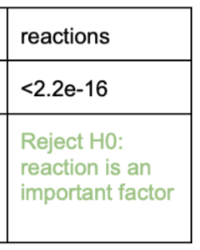 reactions
<2.2e-16
Reject H0:
reaction is an
important factor